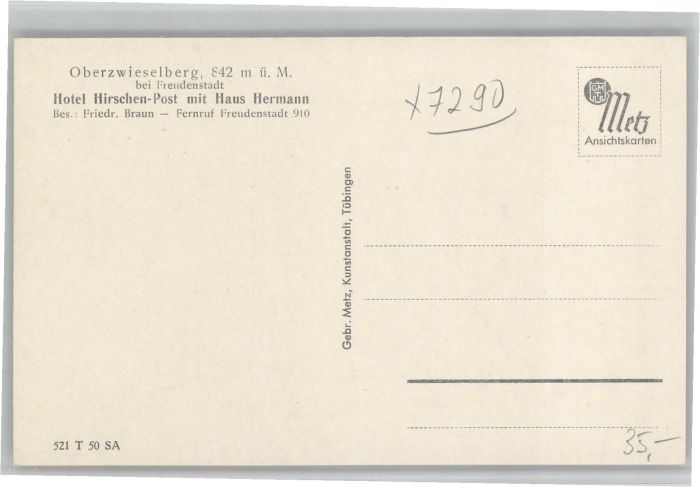 Oberzwieselberg, 842 m ü. M.
bei Freudenstadt
Hotel Hirschen-Post mit Haus Hermann
Bes.: Friedr. Braun — Fernruf Freudenstadt 910
X7290
GM
Metz
Ansichtskarten
Gebr. Metz, Kunstanstalt, Tübingen
521 T 50 SA
35,-